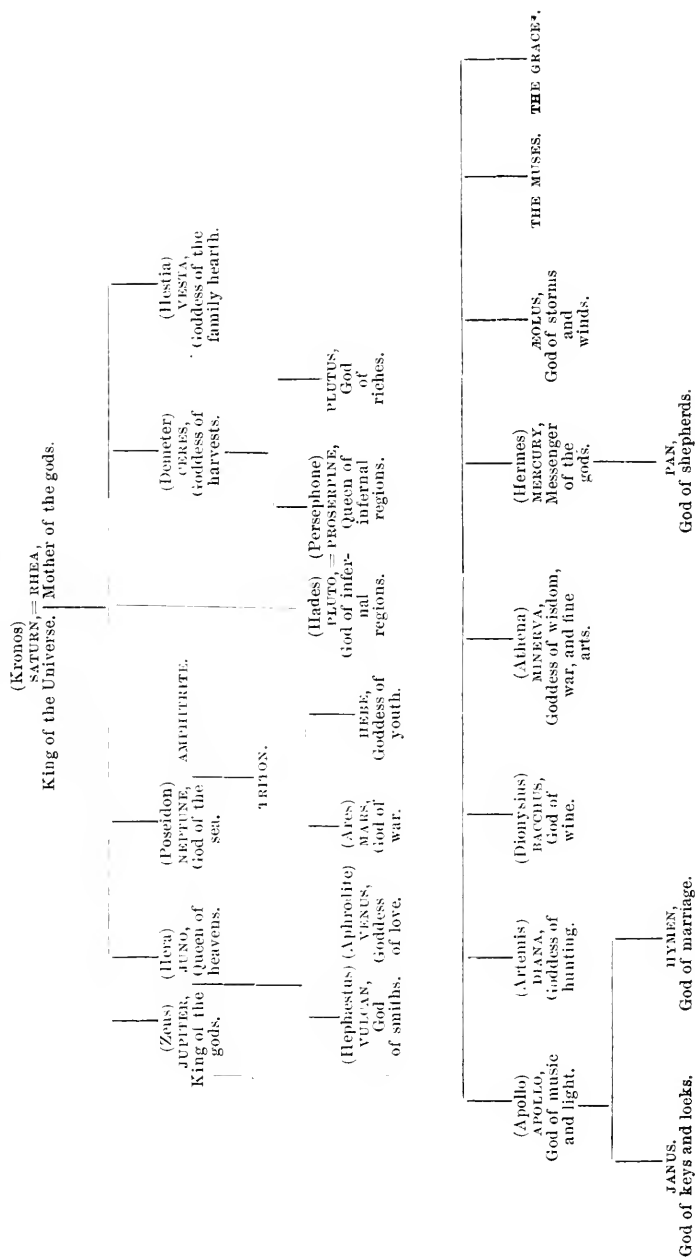 (Kronos)
SATURN, = RHEA,
King of the Universe. Mother of the gods.
(Zeus)
JUPITER,
King of the
gods.
(Hera)
JUNO,
Queen of
heavens.
(Poseidon)
NEPTUNE,
God of the
sea.
AMPHITRITE.
(Demeter)
CERES,
Goddess of
harvests.
(Hestia)
VESTA,
Goddess of the
family hearth.
TRITON.
(Hephæstus)
VULCAN,
God
of smiths.
(Aphrodite)
VENUS,
Goddess
of love.
(Ares)
MARS,
God of
war.
HEBE,
Goddess of
youth.
(Hades)
PLUTO, =
God of infer-
nal
regions.
(Persephone)
PROSERPINE,
Queen of
infernal
regions.
PLUTUS,
God
of
riches.
(Apollo)
APOLLO,
God of music
and light.
(Artemis)
DIANA,
Goddess of
hunting.
(Dionysius)
BACCHUS,
God of
wine.
(Athena)
MINERVA,
Goddess of wisdom,
war, and fine
arts.
(Hermes)
MERCURY,
Messenger
of the
gods.
ÆOLUS,
God of storms
and
winds.
THE MUSES.
THE GRACES.
JANUS.
God of keys and locks.
HYMEN,
God of marriage.
PAN,
God of shepherds.